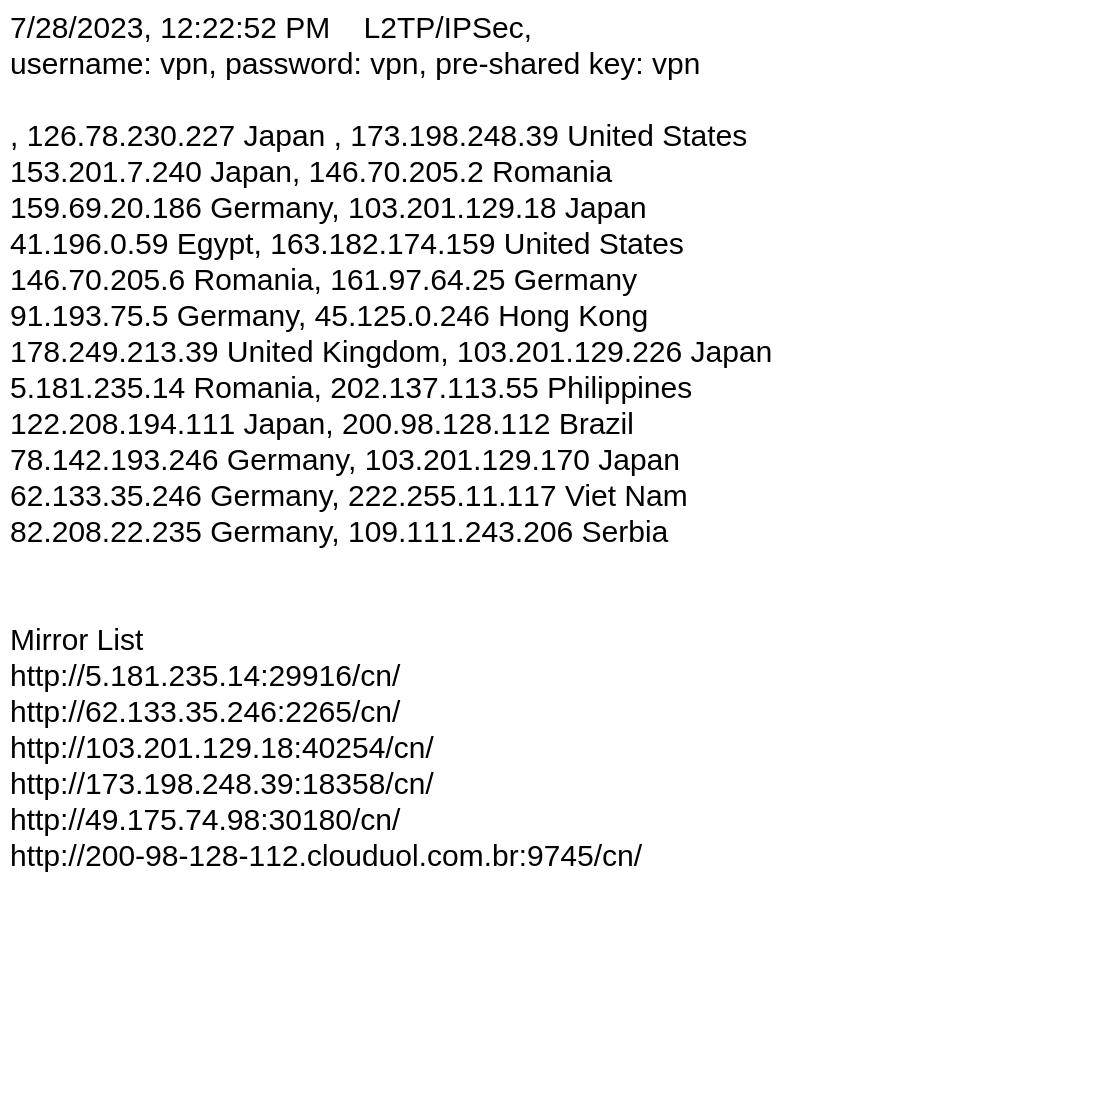 7/28/2023, 12:22:52 PM    L2TP/IPSec,
username: vpn, password: vpn, pre-shared key: vpn
, 126.78.230.227 Japan , 173.198.248.39 United States
153.201.7.240 Japan, 146.70.205.2 Romania
159.69.20.186 Germany, 103.201.129.18 Japan
41.196.0.59 Egypt, 163.182.174.159 United States
146.70.205.6 Romania, 161.97.64.25 Germany
91.193.75.5 Germany, 45.125.0.246 Hong Kong
178.249.213.39 United Kingdom, 103.201.129.226 Japan
5.181.235.14 Romania, 202.137.113.55 Philippines
122.208.194.111 Japan, 200.98.128.112 Brazil
78.142.193.246 Germany, 103.201.129.170 Japan
62.133.35.246 Germany, 222.255.11.117 Viet Nam
82.208.22.235 Germany, 109.111.243.206 Serbia
Mirror List
http://5.181.235.14:29916/cn/
http://62.133.35.246:2265/cn/
http://103.201.129.18:40254/cn/
http://173.198.248.39:18358/cn/
http://49.175.74.98:30180/cn/
http://200-98-128-112.clouduol.com.br:9745/cn/